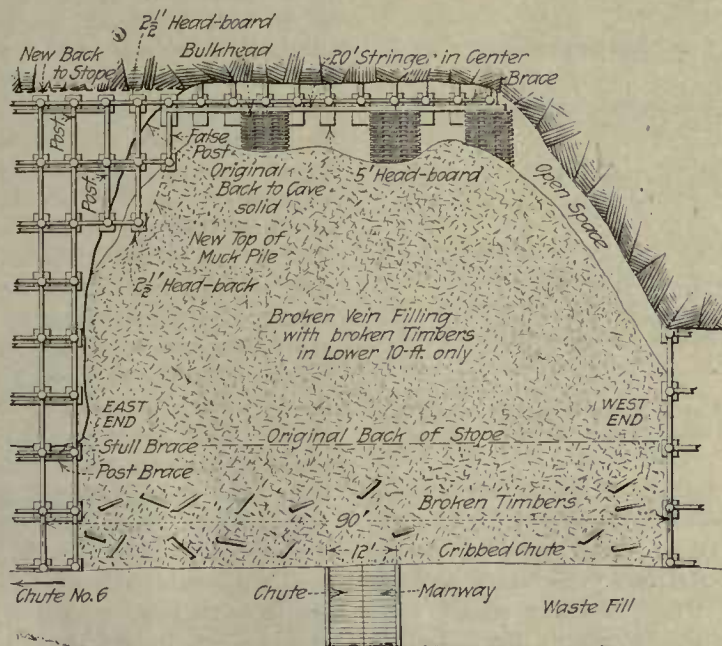 2½' Head-board
Bulkhead
New Back
to Stope
20' Stringer in Center
Brace
Post
Post
False
Post
Original
Back to Cave
solid
5' Head-board
Open Space
New Top of
Muck Pile
2½' Head-back
Broken Vein Filling
with broken Timbers
in Lower 10-ft only
EAST
END
WEST
END
Original Back of Stope
Stull Brace
Post Brace
Broken Timbers
90'
12'
Cribbed Chute
Chute No.6
Chute
Manway
Waste Fill